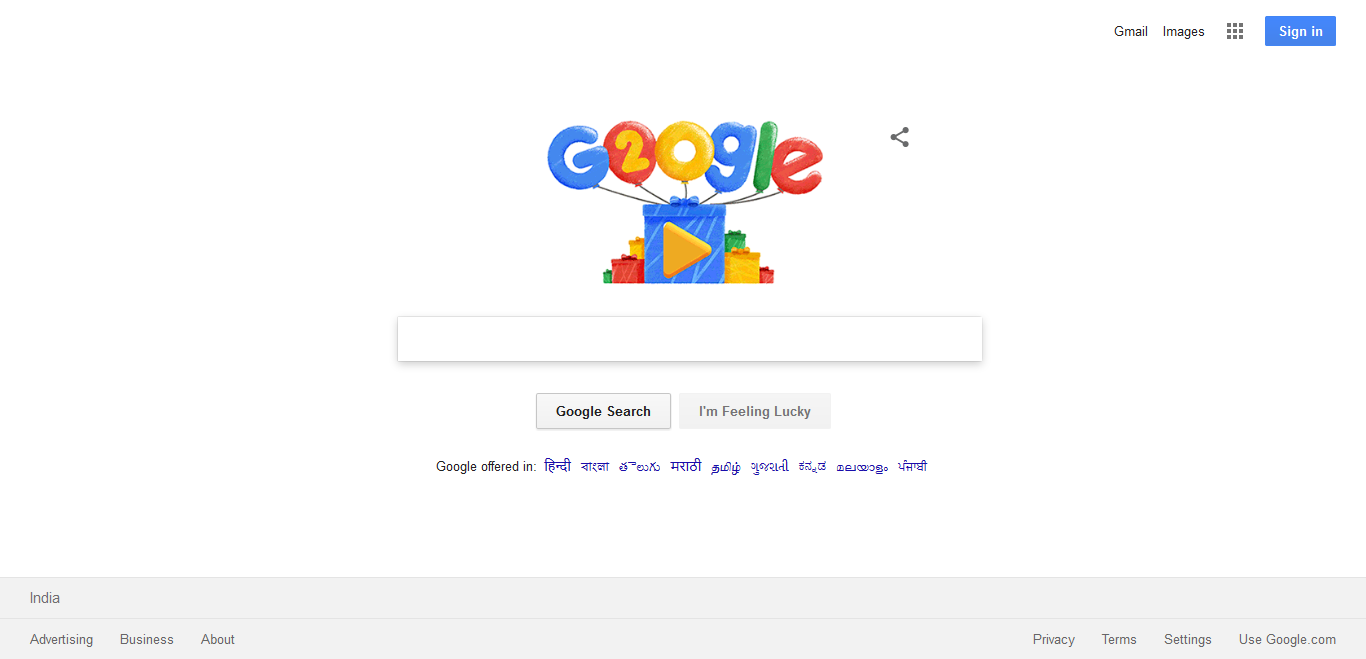 Gmail Images Sign in
G2ogle
Google Search I'm Feeling Lucky
Google offered in: हिन्दी বাংলা తెలుగు मराठी தமிழ் ગુજરાતી ಕನ್ನಡ മലയാളം ਪੰਜਾਬੀ
India
Advertising Business About Privacy Terms Settings Use Google.com